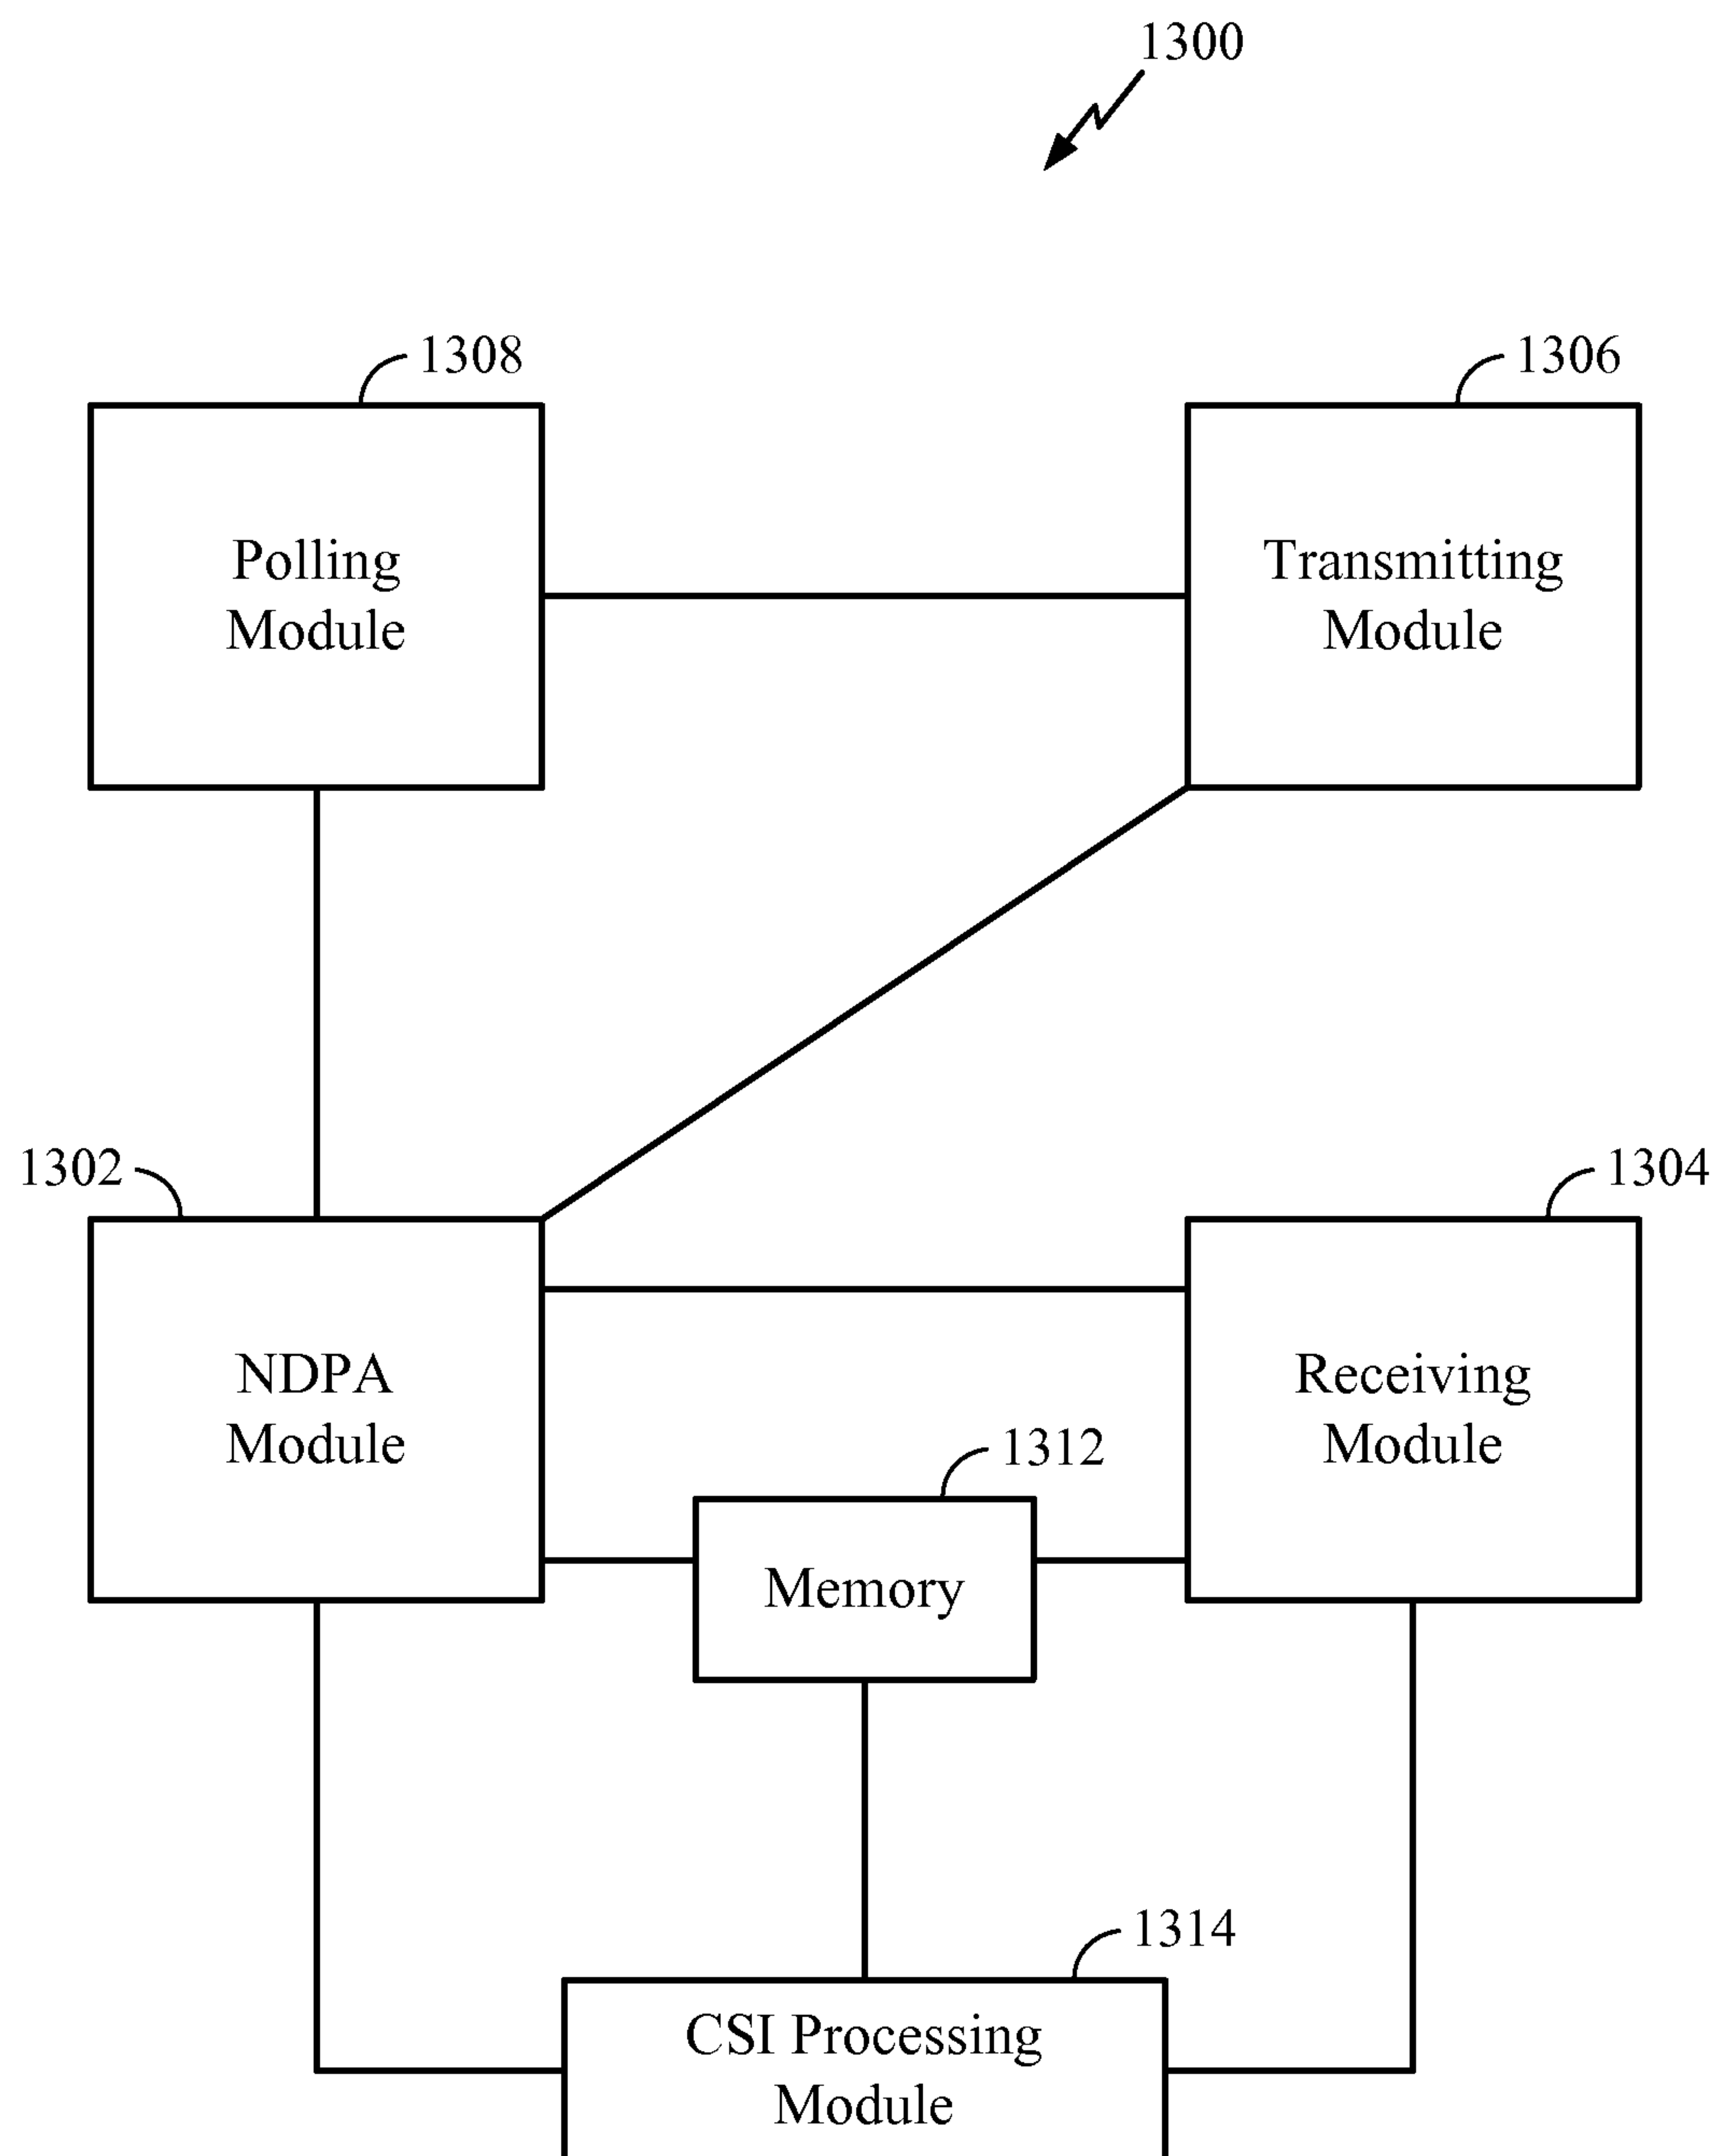 1300
1308
1306
Polling
Module
Transmitting
Module
1302
1304
NDPA
Module
Receiving
Module
1312
Memory
1314
CSI Processing
Module